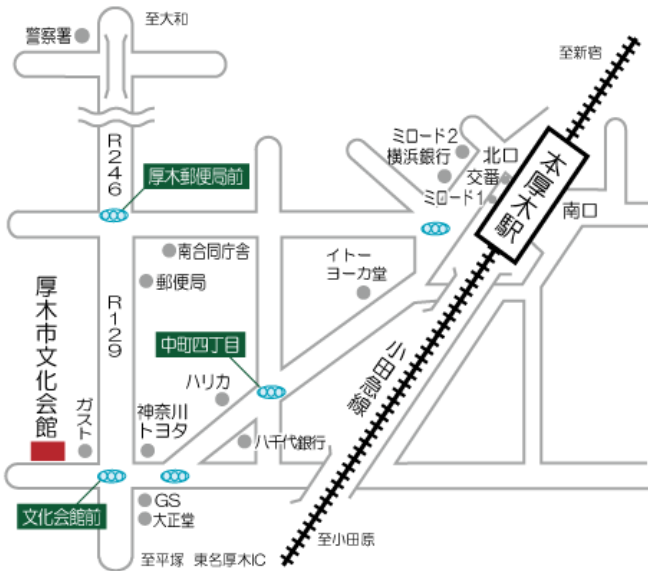 至大和
警察署
至新宿
R246
ミロード2
横浜銀行
北口
交番
ミロード1
本厚木駅
南口
厚木郵便局前
南合同庁舎
郵便局
イトー
ヨーカ堂
厚木市文化会館
R129
中町四丁目
小田急線
ハリカ
ガスト
神奈川
トヨタ
八千代銀行
文化会館前
GS
大正堂
至小田原
至平塚 東名厚木IC